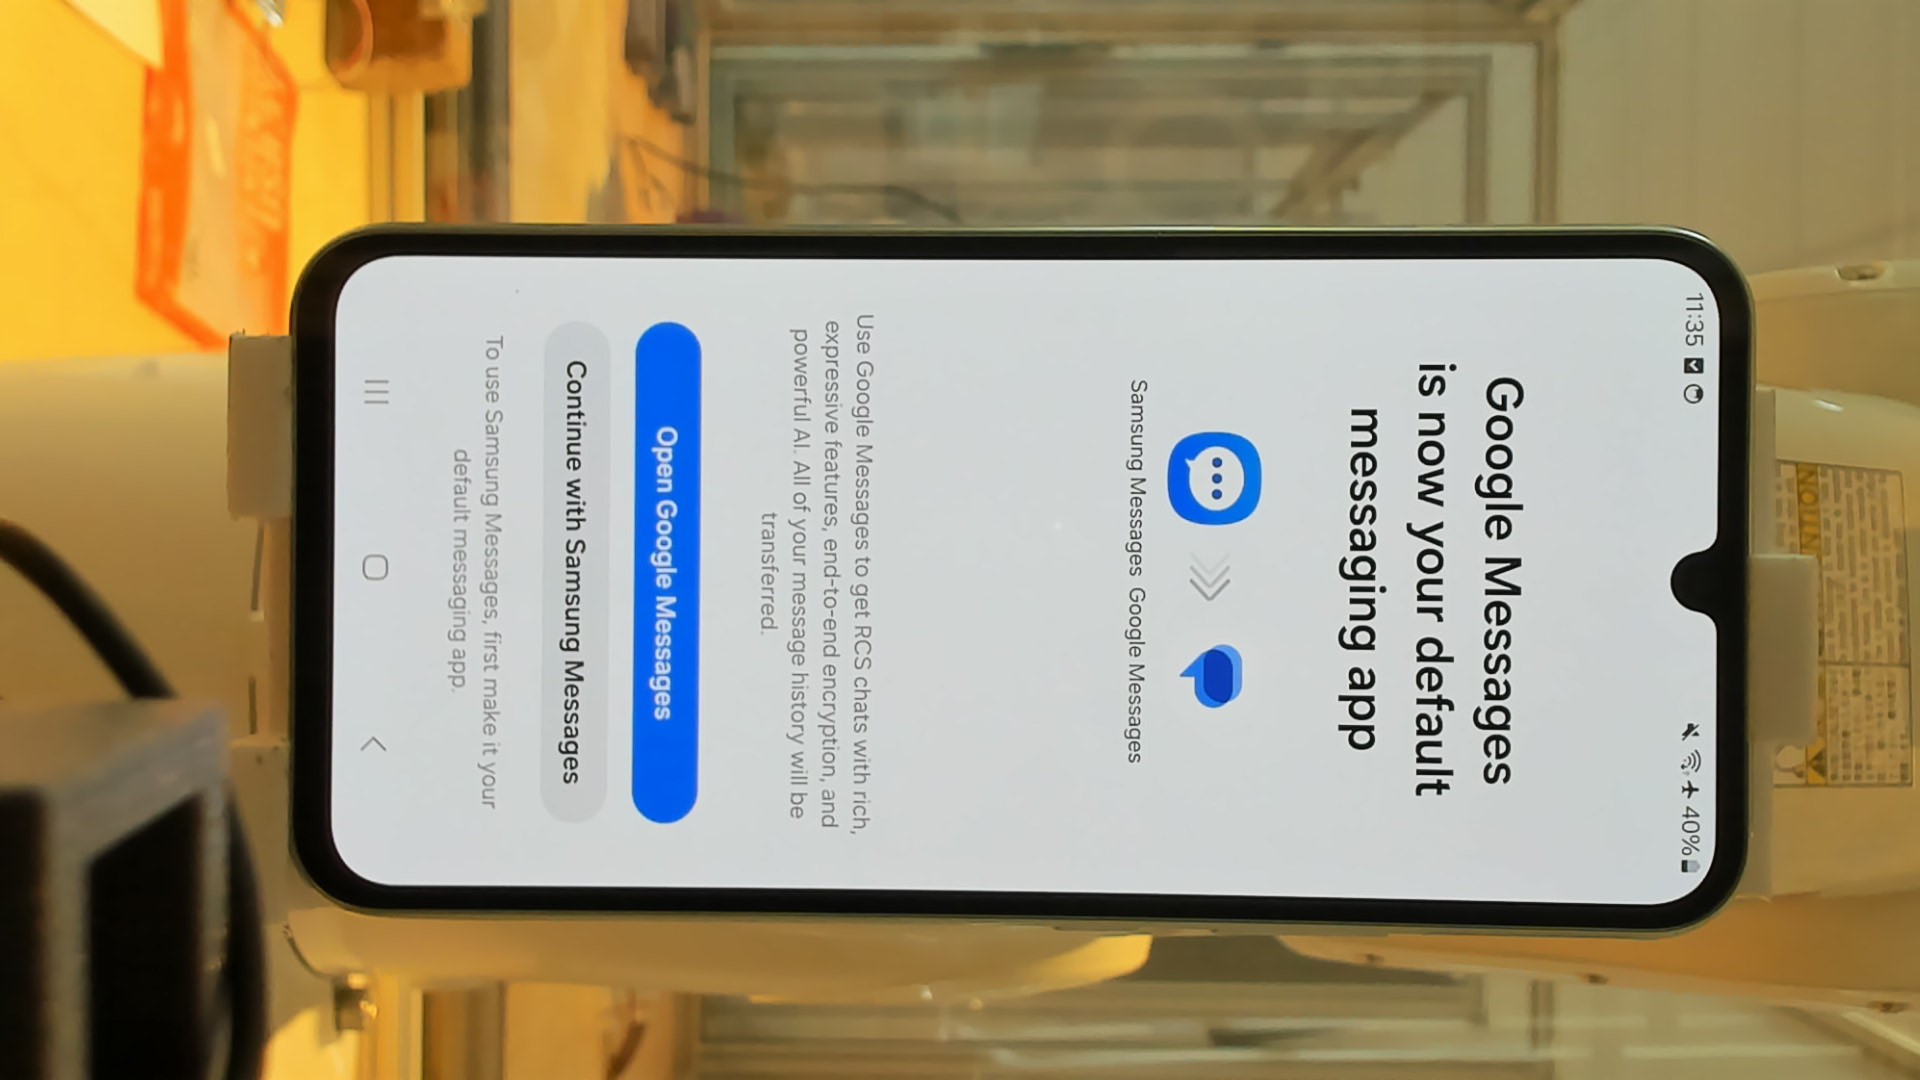 11:35
40%
Google Messages
is now your default
messaging app
Samsung Messages Google Messages
Use Google Messages to get RCS chats with rich,
expressive features, end-to-end encryption, and
powerful AI. All of your message history will be
transferred.
Open Google Messages
Continue with Samsung Messages
To use Samsung Messages, first make it your
default messaging app.